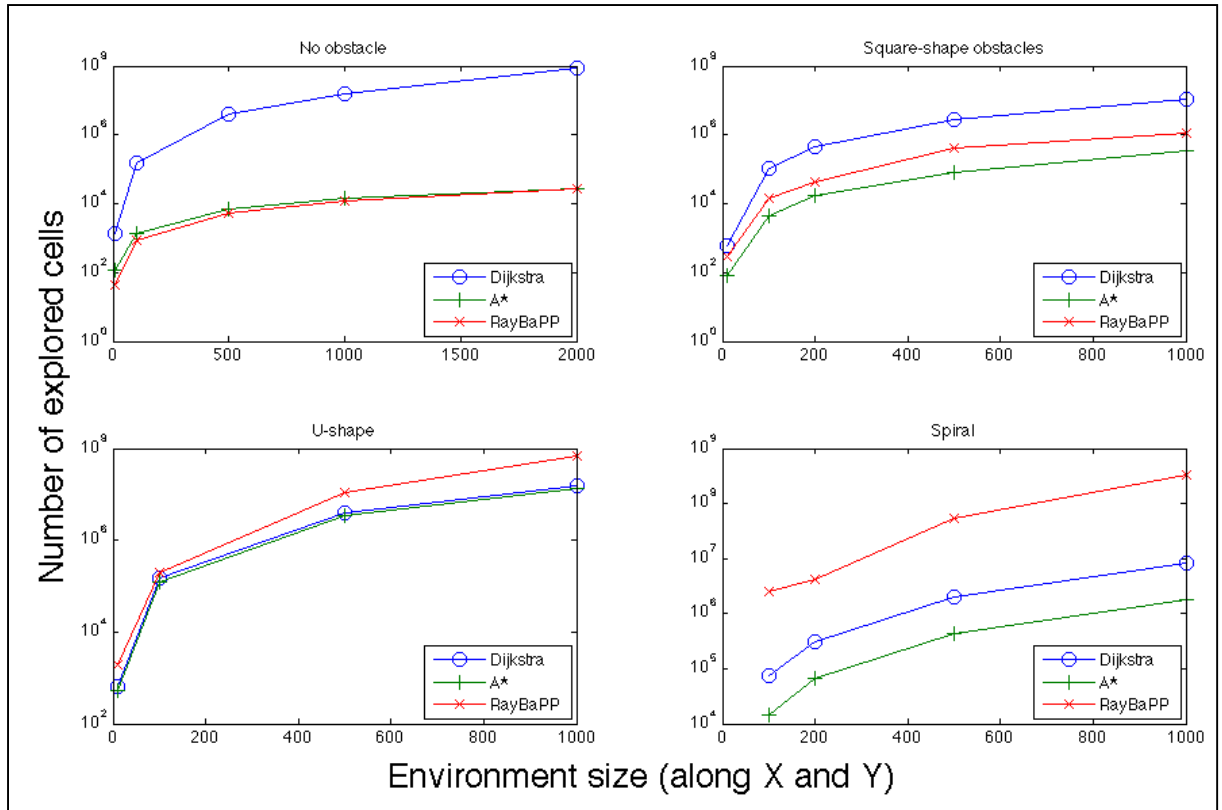 No obstacle
10^9
10^6
10^4
10^2
10^0
0
500
1000
1500
2000
Dijkstra
A*
RayBaPP
Square-shape obstacles
10^9
10^6
10^4
10^2
10^0
0
200
400
600
800
1000
Dijkstra
A*
RayBaPP
U-shape
10^9
10^6
10^4
10^2
0
200
400
600
800
1000
Dijkstra
A*
RayBaPP
Spiral
10^9
10^8
10^7
10^6
10^5
10^4
0
200
400
600
800
1000
Dijkstra
A*
RayBaPP
Number of explored cells
Environment size (along X and Y)